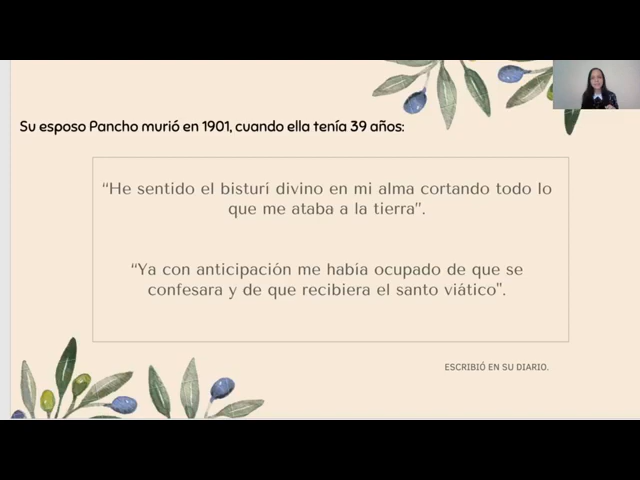 Su esposo Pancho murió en 1901, cuando ella tenía 39 años:
“He sentido el bisturí divino en mi alma cortando todo lo
que me ataba a la tierra”.
“Ya con anticipación me había ocupado de que se
confesara y de que recibiera el santo viático".
ESCRIBIÓ EN SU DIARIO.